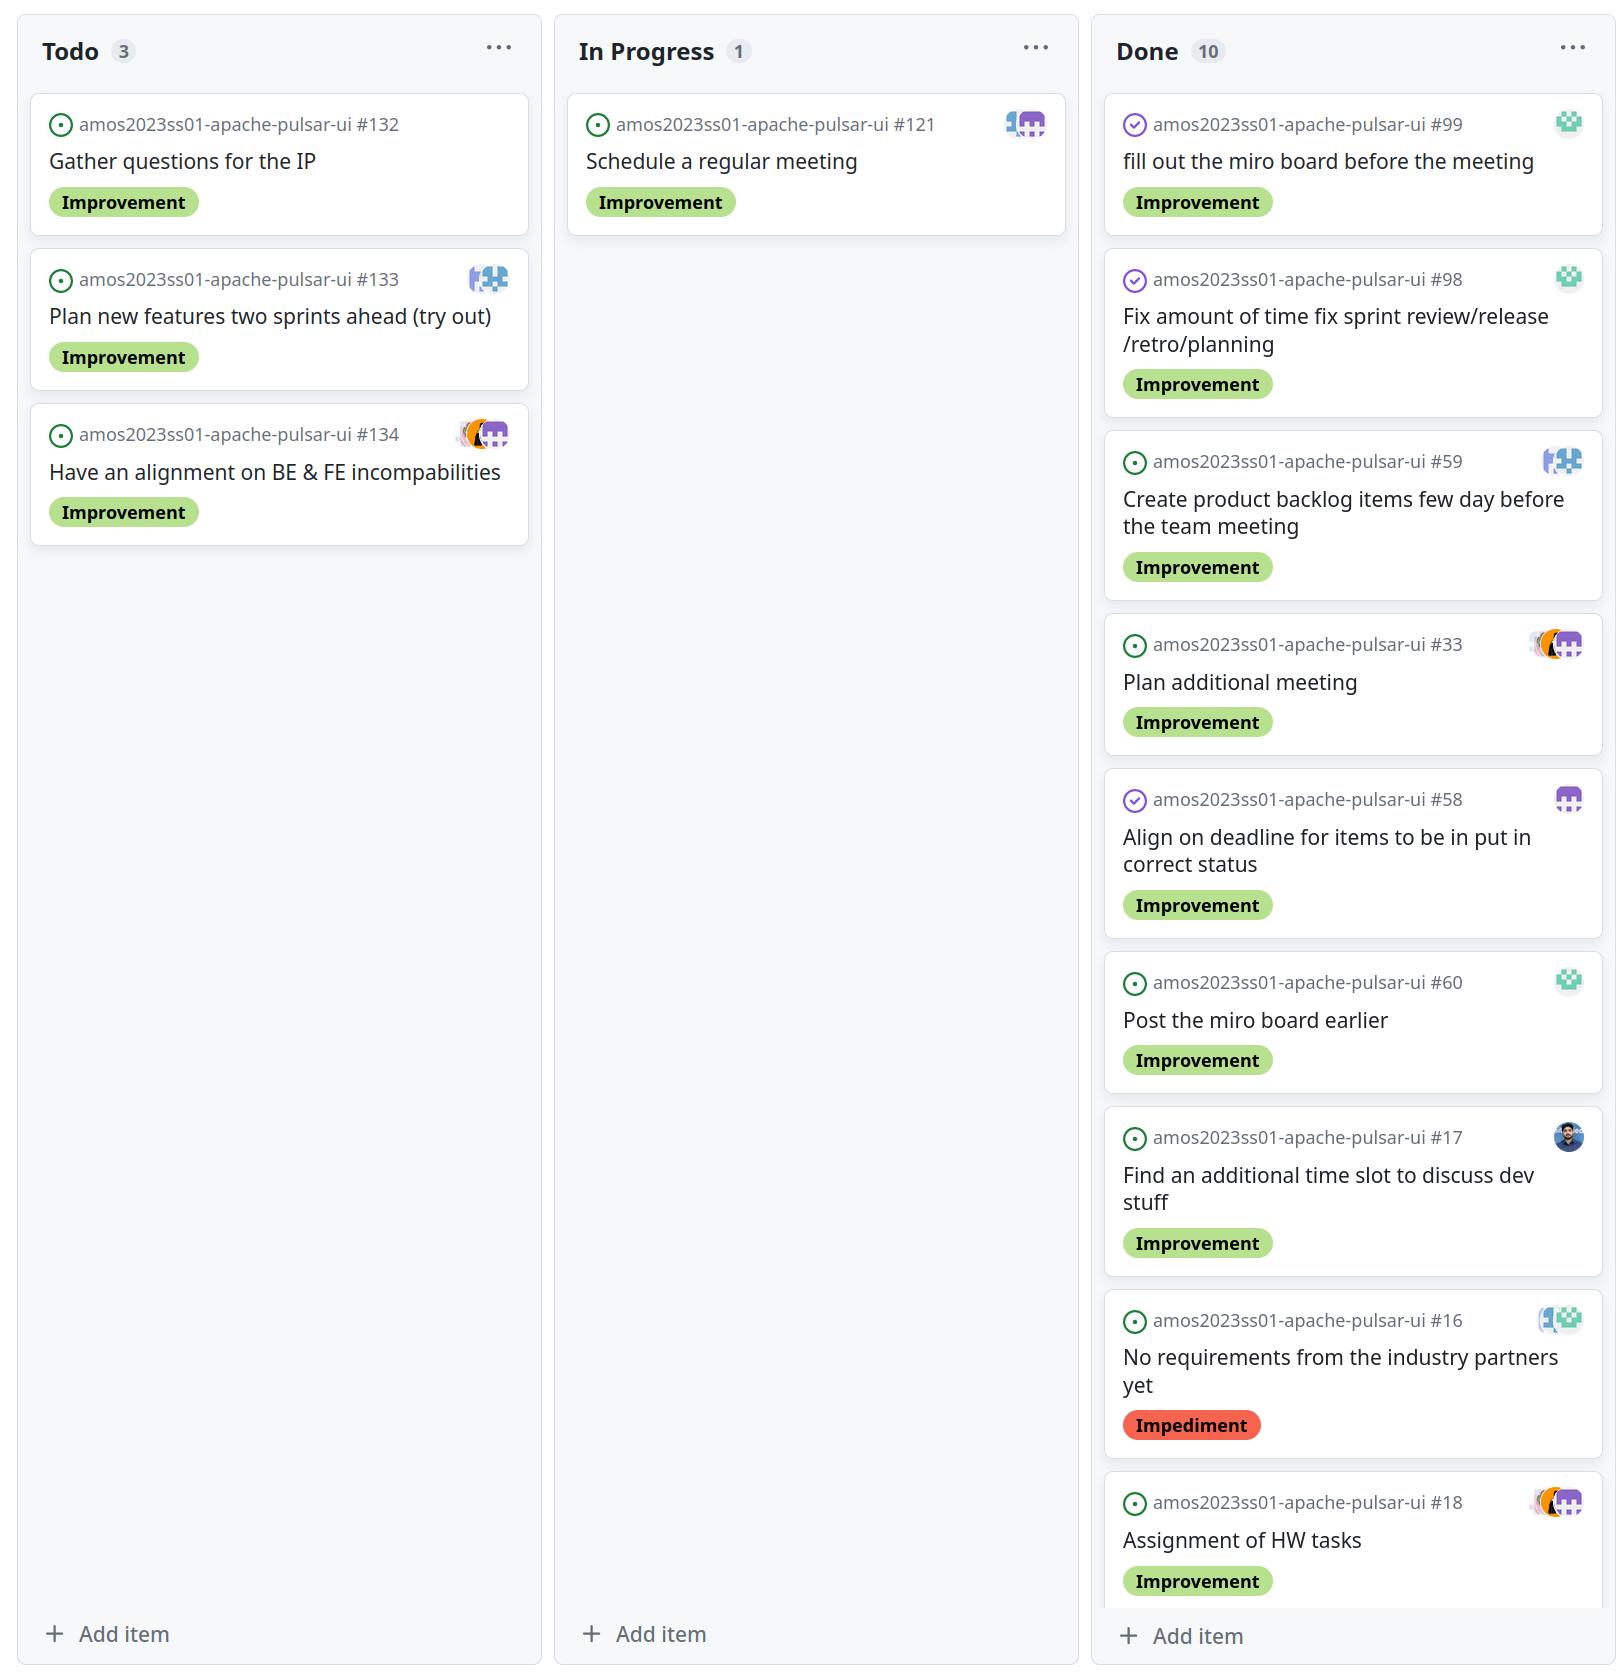 Todo 3
amos2023ss01-apache-pulsar-ui #132
Gather questions for the IP
Improvement
amos2023ss01-apache-pulsar-ui #133
Plan new features two sprints ahead (try out)
Improvement
amos2023ss01-apache-pulsar-ui #134
Have an alignment on BE & FE incompabilities
Improvement
+ Add item
In Progress 1
amos2023ss01-apache-pulsar-ui #121
Schedule a regular meeting
Improvement
+ Add item
Done 10
amos2023ss01-apache-pulsar-ui #99
fill out the miro board before the meeting
Improvement
amos2023ss01-apache-pulsar-ui #98
Fix amount of time fix sprint review/release
/retro/planning
Improvement
amos2023ss01-apache-pulsar-ui #59
Create product backlog items few day before
the team meeting
Improvement
amos2023ss01-apache-pulsar-ui #33
Plan additional meeting
Improvement
amos2023ss01-apache-pulsar-ui #58
Align on deadline for items to be in put in
correct status
Improvement
amos2023ss01-apache-pulsar-ui #60
Post the miro board earlier
Improvement
amos2023ss01-apache-pulsar-ui #17
Find an additional time slot to discuss dev
stuff
Improvement
amos2023ss01-apache-pulsar-ui #16
No requirements from the industry partners
yet
Impediment
amos2023ss01-apache-pulsar-ui #18
Assignment of HW tasks
Improvement
+ Add item